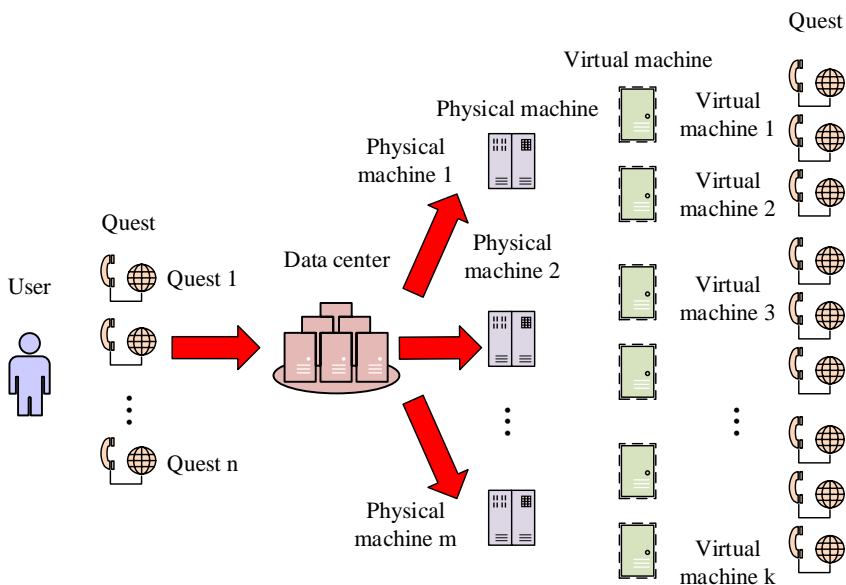 Quest
Virtual machine
Physical machine
Virtual
machine 1
Physical
machine 1
Virtual
machine 2
Quest
Physical
machine 2
Data center
Quest 1
User
Virtual
machine 3
Quest n
Physical
machine m
Virtual
machine k